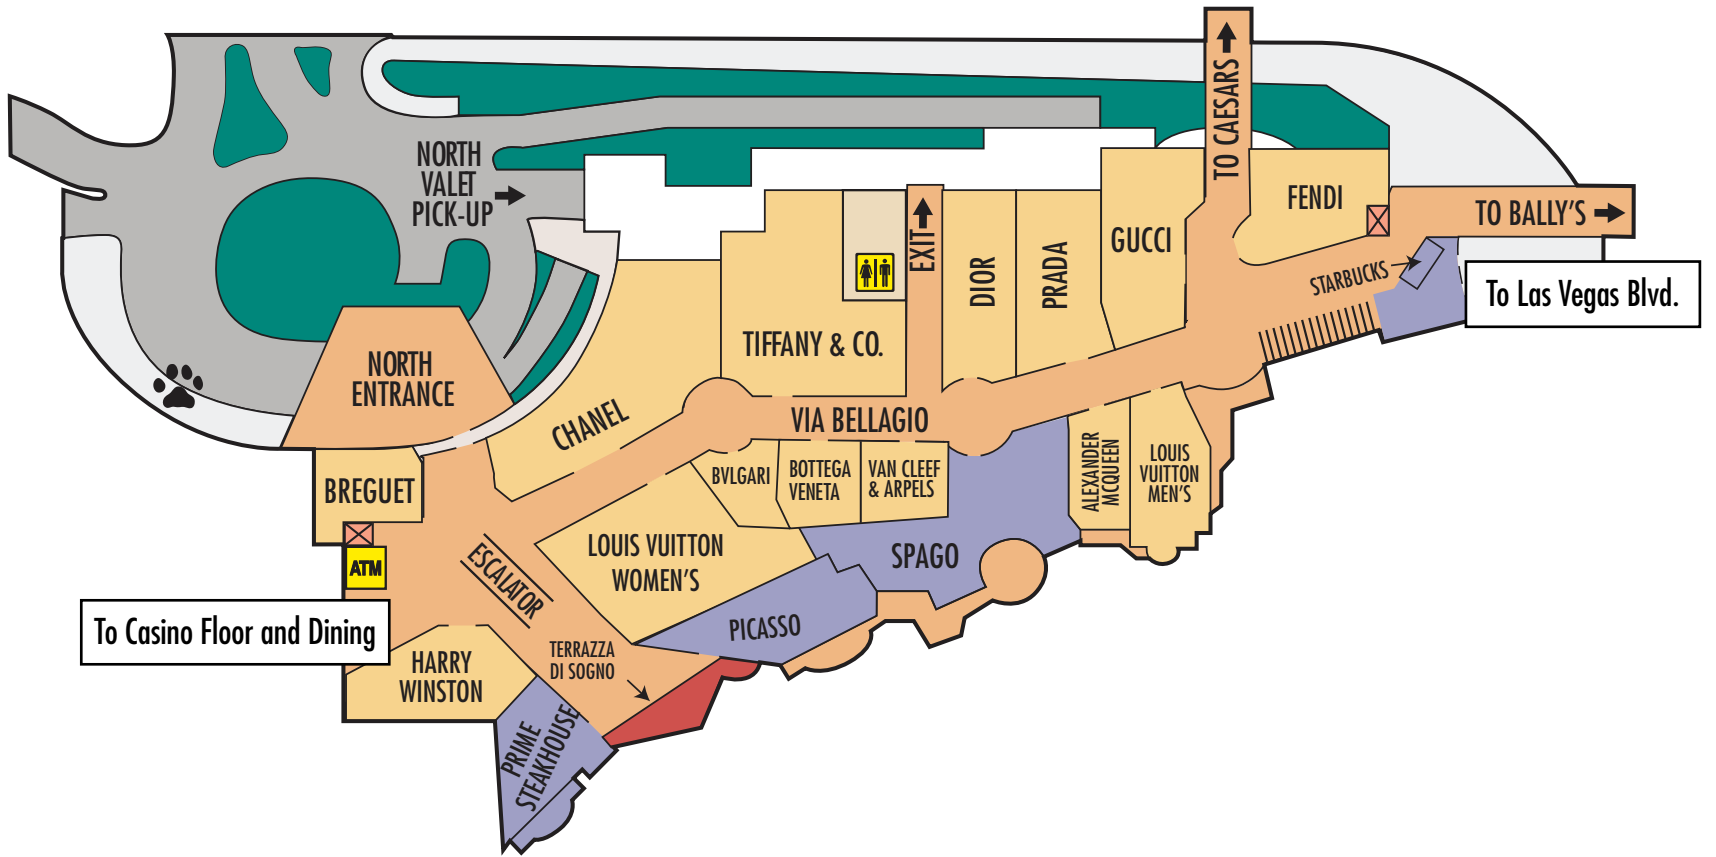 TO CAESARS
NORTH
VALET
PICK-UP
FENDI
TO BALLY'S
GUCCI
EXIT
DIOR
PRADA
STARBUCKS
To Las Vegas Blvd.
TIFFANY & CO.
NORTH
ENTRANCE
CHANEL
VIA BELLAGIO
BVLGARI
BOTTEGA
VENETA
VAN CLEEF
& ARPELS
ALEXANDER
MCQUEEN
LOUIS
VUITTON
MEN'S
BREGUET
ATM
ESCALATOR
LOUIS VUITTON
WOMEN'S
SPAGO
To Casino Floor and Dining
PICASSO
HARRY
WINSTON
TERRAZZA
DI SOGNO
PRIME
STEAKHOUSE